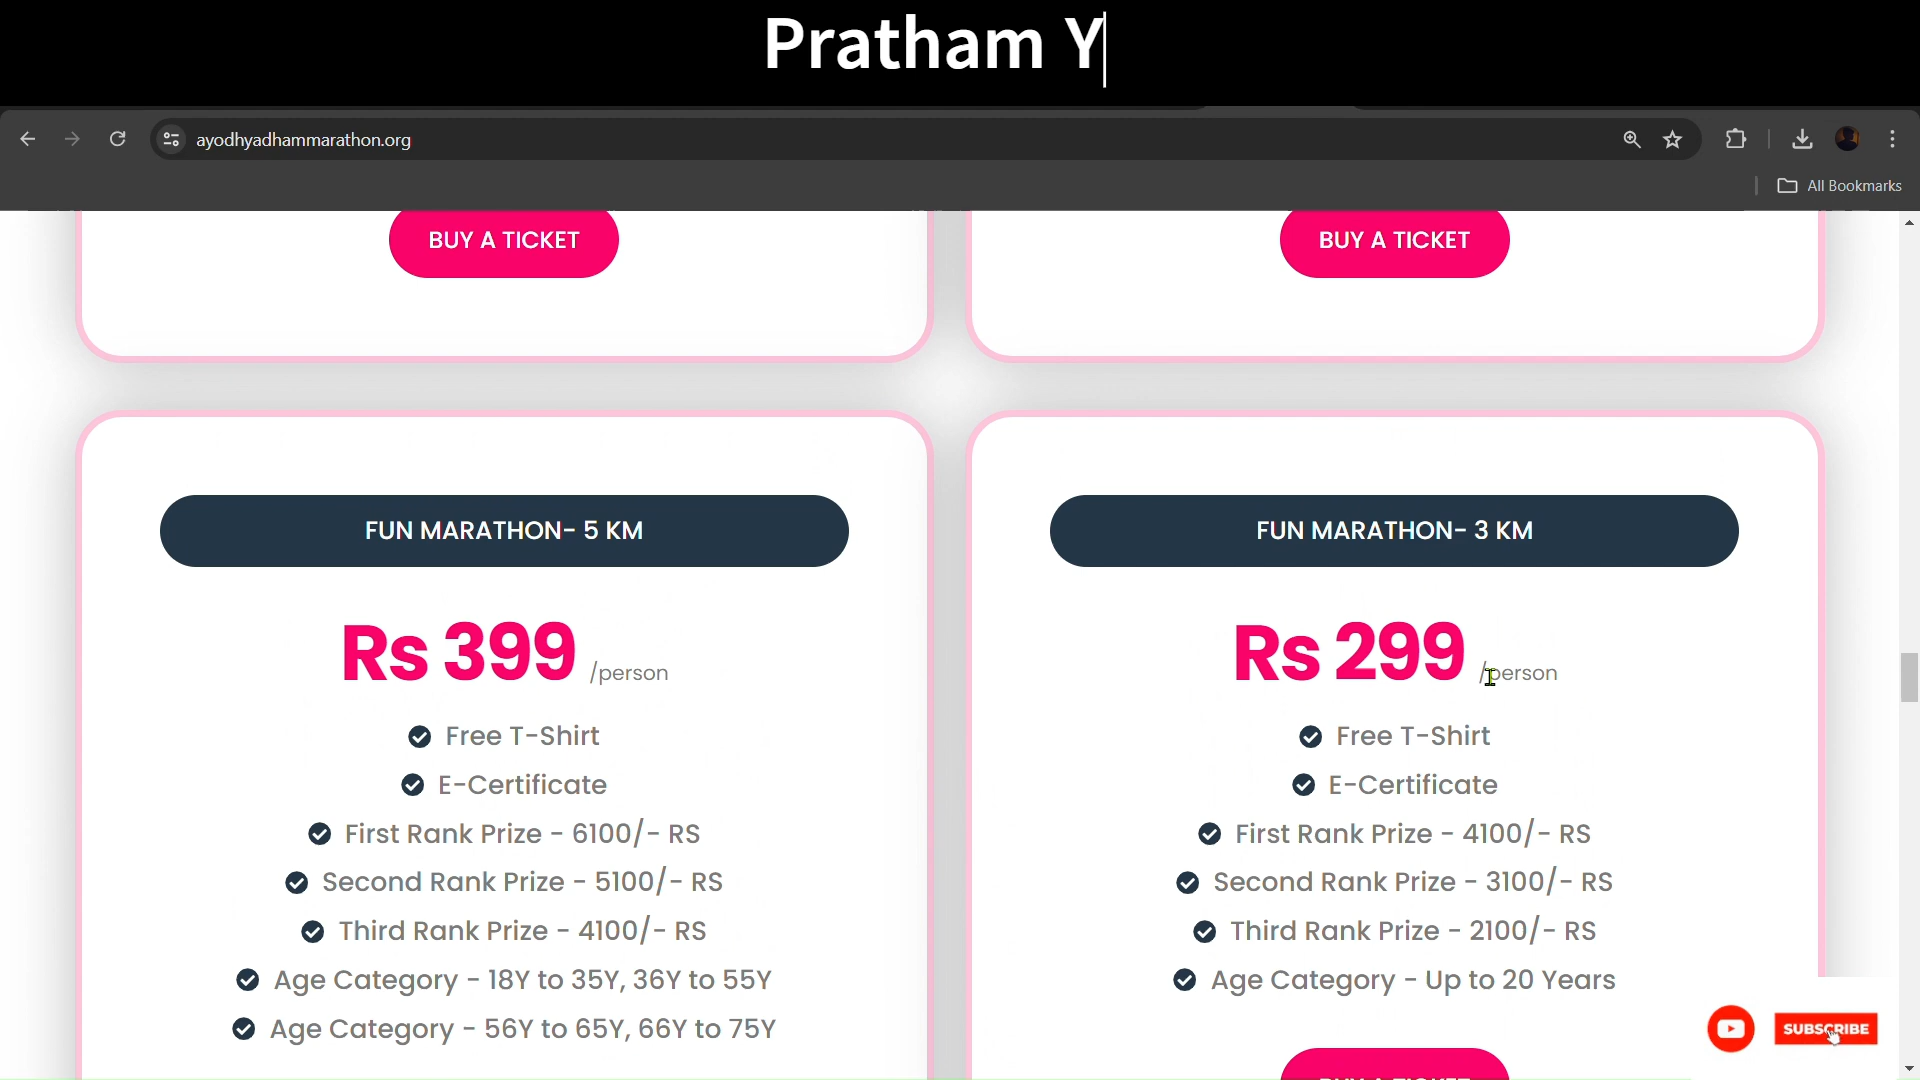 Pratham Y
ayodhyadhammarathon.org
All Bookmarks
BUY A TICKET
BUY A TICKET
FUN MARATHON- 5 KM
Rs 399 /person
Free T-Shirt
E-Certificate
First Rank Prize - 6100/- RS
Second Rank Prize - 5100/- RS
Third Rank Prize - 4100/- RS
Age Category - 18Y to 35Y, 36Y to 55Y
Age Category - 56Y to 65Y, 66Y to 75Y
FUN MARATHON- 3 KM
Rs 299 /person
Free T-Shirt
E-Certificate
First Rank Prize - 4100/- RS
Second Rank Prize - 3100/- RS
Third Rank Prize - 2100/- RS
Age Category - Up to 20 Years
SUBSCRIBE